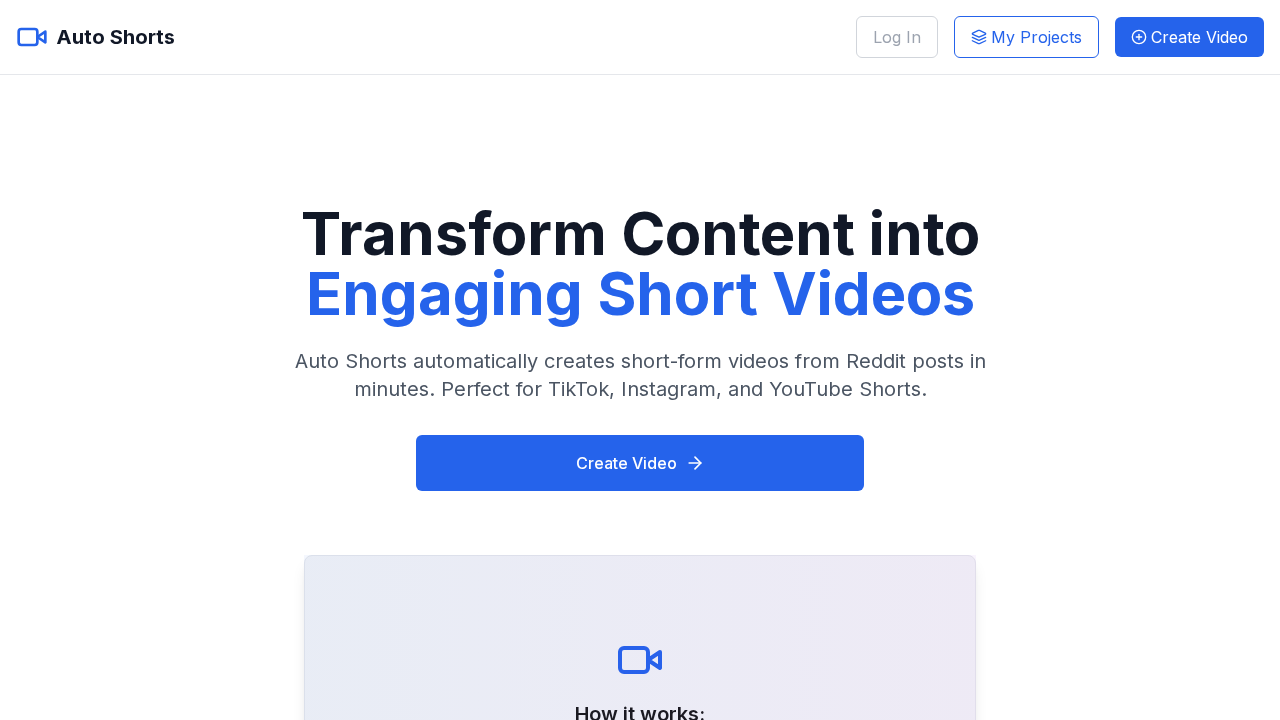 Auto Shorts
Log In
My Projects
Create Video
Transform Content into
Engaging Short Videos
Auto Shorts automatically creates short-form videos from Reddit posts in
minutes. Perfect for TikTok, Instagram, and YouTube Shorts.
Create Video
How it works: